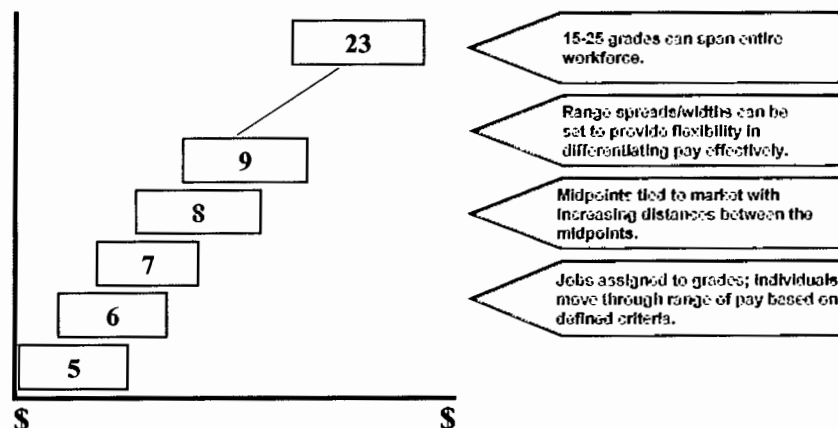 23
9
8
7
6
5
$ $
15-25 grades can span entire
workforce.
Range spreads/widths can be
set to provide flexibility in
differentiating pay effectively.
Midpoints tied to market with
increasing distances between the
midpoints.
Jobs assigned to grades; individuals
move through range of pay based on
defined criteria.